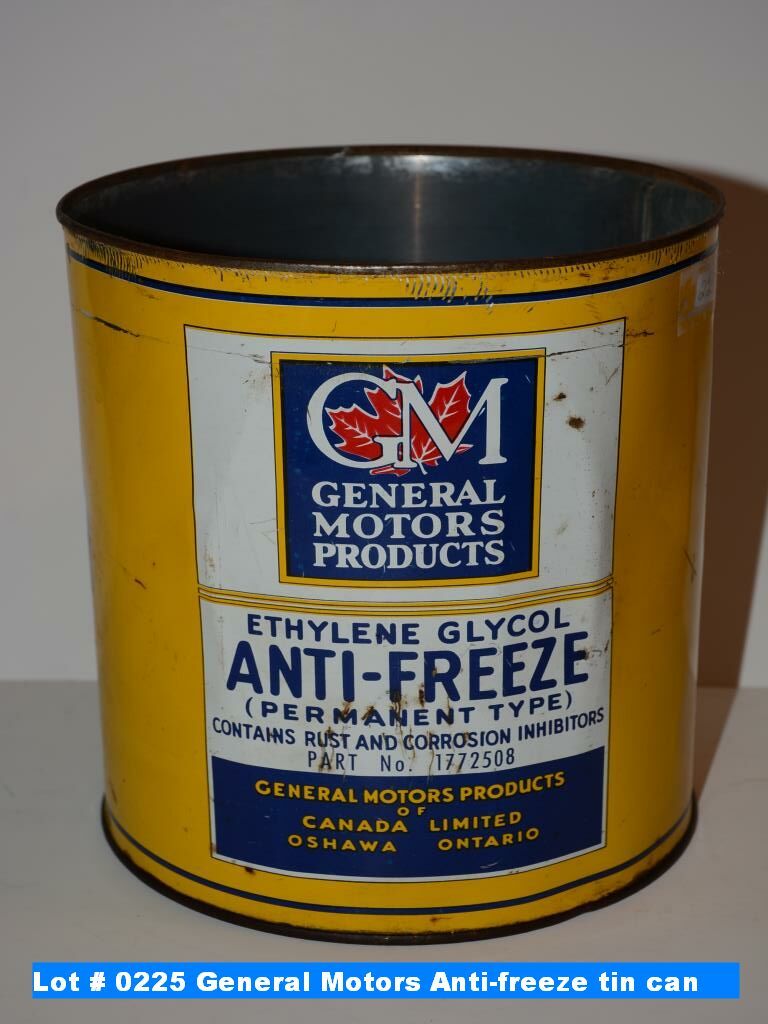 GM
GENERAL
MOTORS
PRODUCTS
ETHYLENE GLYCOL
ANTI-FREEZE
(PERMANENT TYPE)
CONTAINS RUST AND CORROSION INHIBITORS
PART No. 1772508
GENERAL MOTORS PRODUCTS
OF
CANADA LIMITED
OSHAWA ONTARIO
Lot # 0225 General Motors Anti-freeze tin can